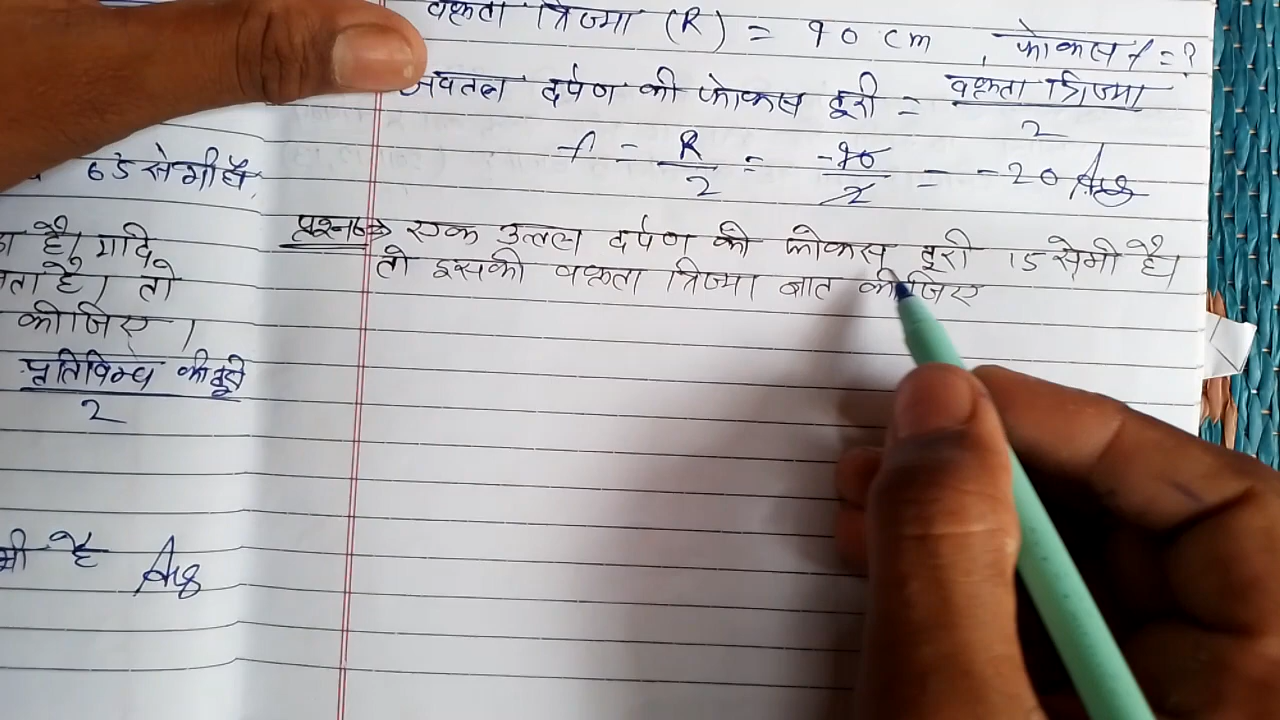 वक्रता त्रिज्या (R) = 40 cm , फोकस f = ?
अवतल दर्पण की फोकस दूरी = वक्रता त्रिज्या / 2
f = R/2 = -40/2 = -20 Ans
65 सेमी है,
प्रश्न6→ एक उत्तल दर्पण की फोकस दूरी 15 सेमी है।
तो इसकी वक्रता त्रिज्या ज्ञात कीजिए
है, यदि
है। तो
कीजिए।
प्रतिबिम्ब की दूरी
2
है Ans